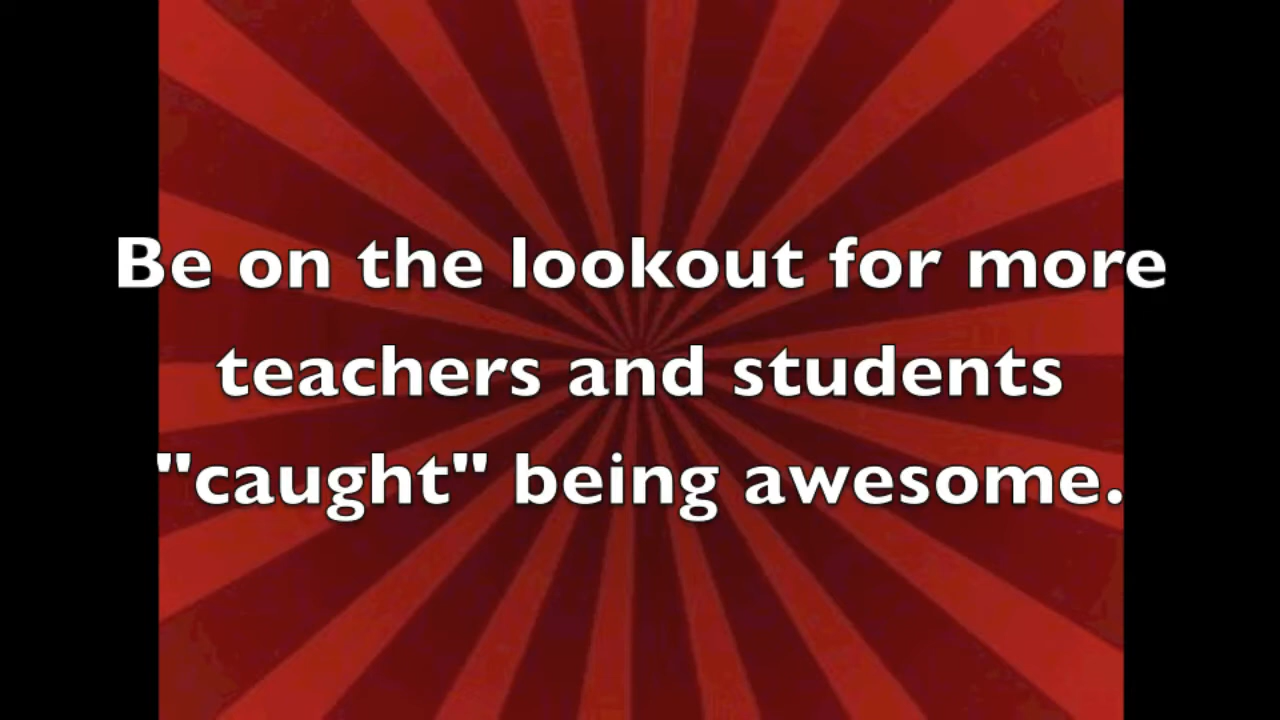 Be on the lookout for more
teachers and students
"caught" being awesome.